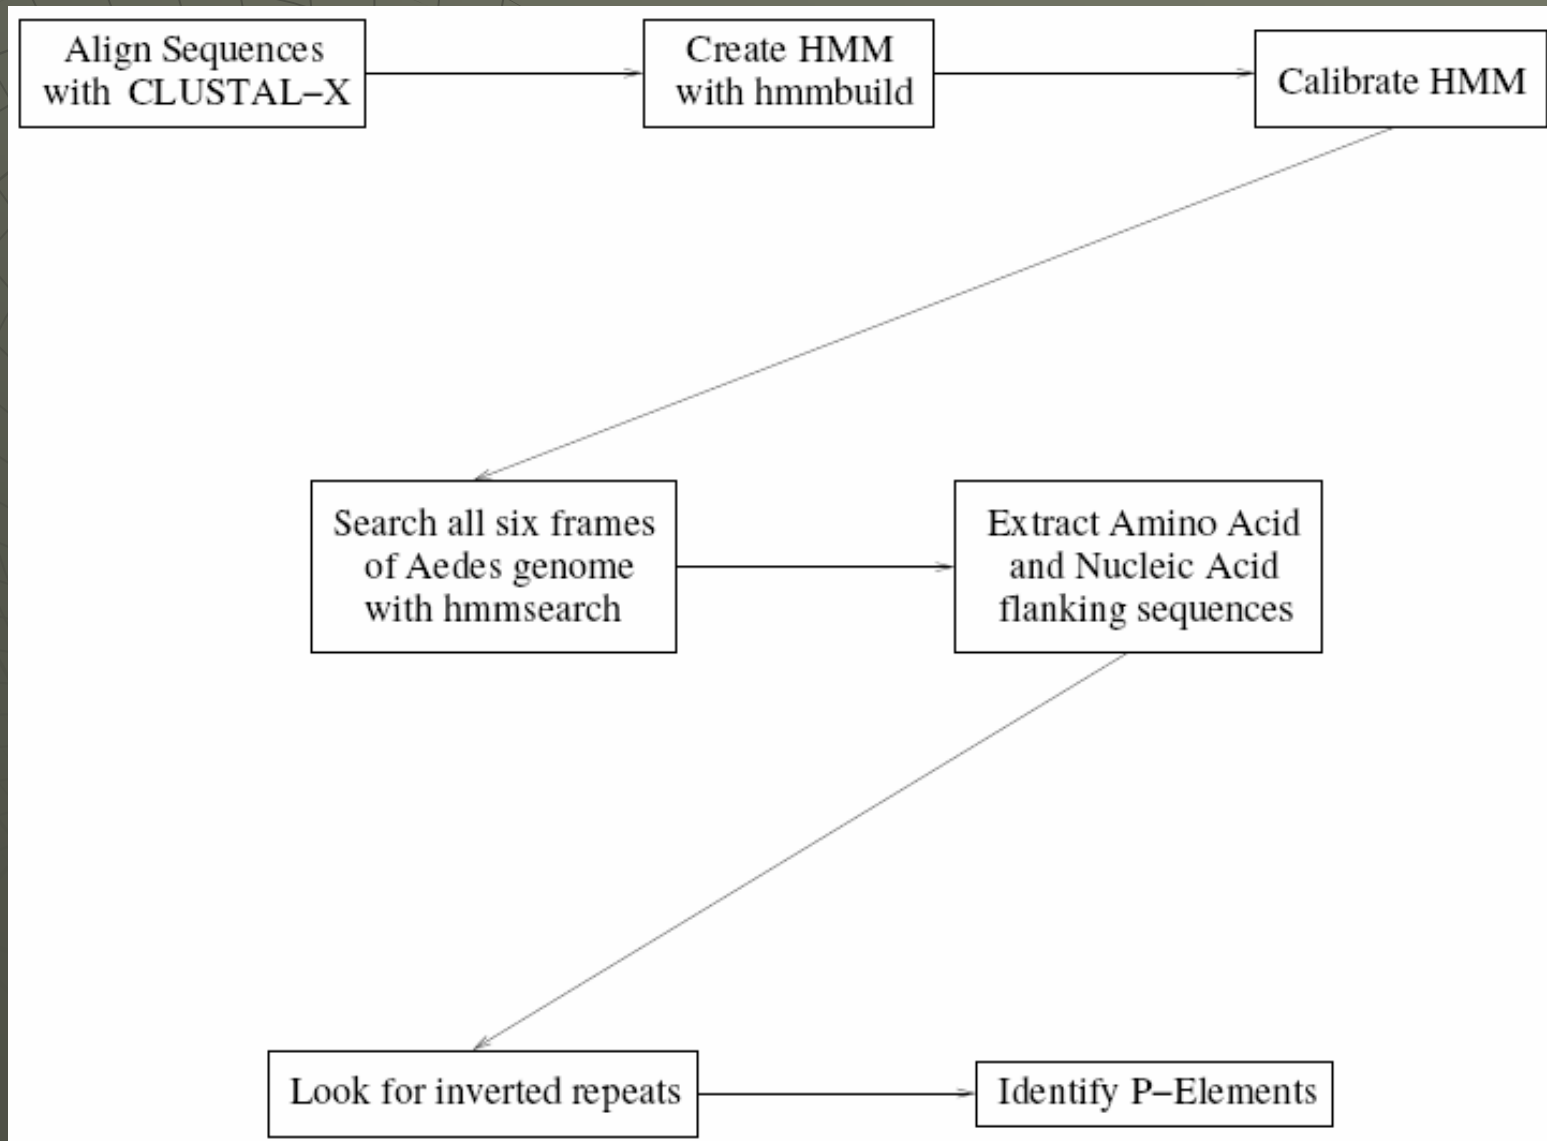 Align Sequences
with CLUSTAL–X
Create HMM
with hmmbuild
Calibrate HMM
Search all six frames
of Aedes genome
with hmmsearch
Extract Amino Acid
and Nucleic Acid
flanking sequences
Look for inverted repeats
Identify P–Elements